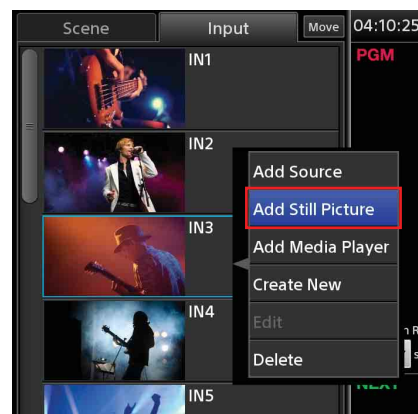 Scene
Input
Move
04:10:25
IN1
PGM
IN2
Add Source
Add Still Picture
IN3
Add Media Player
Create New
IN4
Edit
Delete
NEXT
IN5